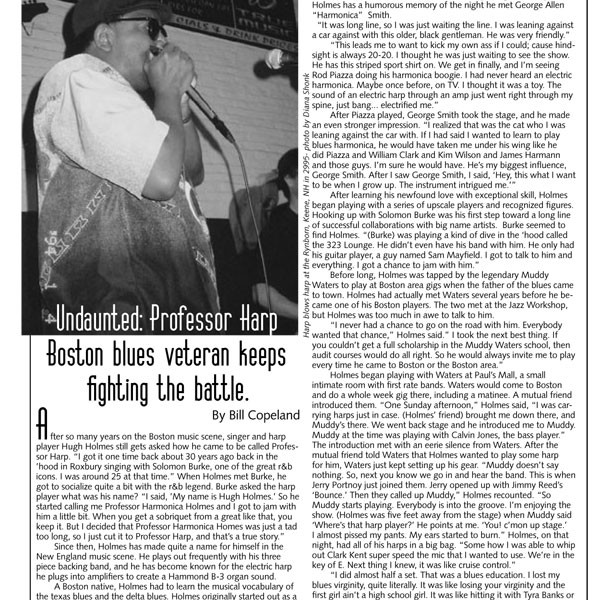 Undaunted: Professor Harp
Boston blues veteran keeps
fighting the battle.
By Bill Copeland
After so many years on the Boston music scene, singer and harp
player Hugh Holmes still gets asked how he came to be called Profes-
sor Harp. "I got it one time back about 30 years ago back in the
'hood in Roxbury singing with Solomon Burke, one of the great r&b
icons. I was around 25 at that time." When Holmes met Burke, he
got to socialize quite a bit with the r&b legend. Burke asked the harp
player what was his name? "I said, 'My name is Hugh Holmes.' So he
started calling me Professor Harmonica Holmes and I got to jam with
him a little bit. When you get a sobriquet from a great like that, you
keep it. But I decided that Professor Harmonica Homes was just a tad
too long, so I just cut it to Professor Harp, and that's a true story."
Since then, Holmes has made quite a name for himself in the
New England music scene. He plays out frequently with his three
piece backing band, and he has become known for the electric harp
he plugs into amplifiers to create a Hammond B-3 organ sound.
A Boston native, Holmes had to learn the musical vocabulary of
the texas blues and the delta blues. Holmes originally started out as a
Harp blows harp at the Rynborn, Keene, NH in 2995- photo by Diana Shonk
Holmes has a humorous memory of the night he met George Allen
"Harmonica" Smith.
"It was long line, so I was just waiting the line. I was leaning against
a car against with this older, black gentleman. He was very friendly."
"This leads me to want to kick my own ass if I could; cause hind-
sight is always 20-20. I thought he was just waiting to see the show.
He has this striped sport shirt on. We get in finally, and I'm seeing
Rod Piazza doing his harmonica boogie. I had never heard an electric
harmonica. Maybe once before, on TV. I thought it was a toy. The
sound of an electric harp through an amp just went right through my
spine, just bang... electrified me."
After Piazza played, George Smith took the stage, and he made
an even stronger impression. "I realized that was the cat who I was
leaning against the car with. If I had said I wanted to learn to play
blues harmonica, he would have taken me under his wing like he
did Piazza and William Clark and Kim Wilson and James Harmann
and those guys. I'm sure he would have. He's my biggest influence,
George Smith. After I saw George Smith, I said, 'Hey, this what I want
to be when I grow up. The instrument intrigued me.'"
After learning his newfound love with exceptional skill, Holmes
began playing with a series of upscale players and recognized figures.
Hooking up with Solomon Burke was his first step toward a long line
of successful collaborations with big name artists. Burke seemed to
find Holmes. "(Burke) was playing a kind of dive in the 'hood called
the 323 Lounge. He didn't even have his band with him. He only had
his guitar player, a guy named Sam Mayfield. I got to talk to him and
everything. I got a chance to jam with him."
Before long, Holmes was tapped by the legendary Muddy
Waters to play at Boston area gigs when the father of the blues came
to town. Holmes had actually met Waters several years before he be-
came one of his Boston players. The two met at the Jazz Workshop,
but Holmes was too much in awe to talk to him.
"I never had a chance to go on the road with him. Everybody
wanted that chance," Holmes said." I took the next best thing. If
you couldn't get a full scholarship in the Muddy Waters school, then
audit courses would do all right. So he would always invite me to play
every time he came to Boston or the Boston area."
Holmes began playing with Waters at Paul's Mall, a small
intimate room with first rate bands. Waters would come to Boston
and do a whole week gig there, including a matinee. A mutual friend
introduced them. "One Sunday afternoon," Holmes said, "I was car-
rying harps just in case. (Holmes' friend) brought me down there, and
Muddy's there. We went back stage and he introduced me to Muddy.
Muddy at the time was playing with Calvin Jones, the bass player."
The introduction met with an eerie silence from Waters. After the
mutual friend told Waters that Holmes wanted to play some harp
for him, Waters just kept setting up his gear. "Muddy doesn't say
nothing. So, next you know we go in and hear the band. This is when
Jerry Portnoy just joined them. Jerry opened up with Jimmy Reed's
'Bounce.' Then they called up Muddy," Holmes recounted. "So
Muddy starts playing. Everybody is into the groove. I'm enjoying the
show. (Holmes was five feet away from the stage) when Muddy said
'Where's that harp player?' He points at me. 'You! c'mon up stage.'
I almost pissed my pants. My ears started to burn." Holmes, on that
night, had all of his harps in a big bag. "Some how I was able to whip
out Clark Kent super speed the mic that I wanted to use. We're in the
key of E. Next thing I knew, it was like cruise control."
"I did almost half a set. That was a blues education. I lost my
blues virginity, quite literally. It was like losing your virginity and the
first girl ain't a high school girl. It was like hitting it with Tyra Banks or